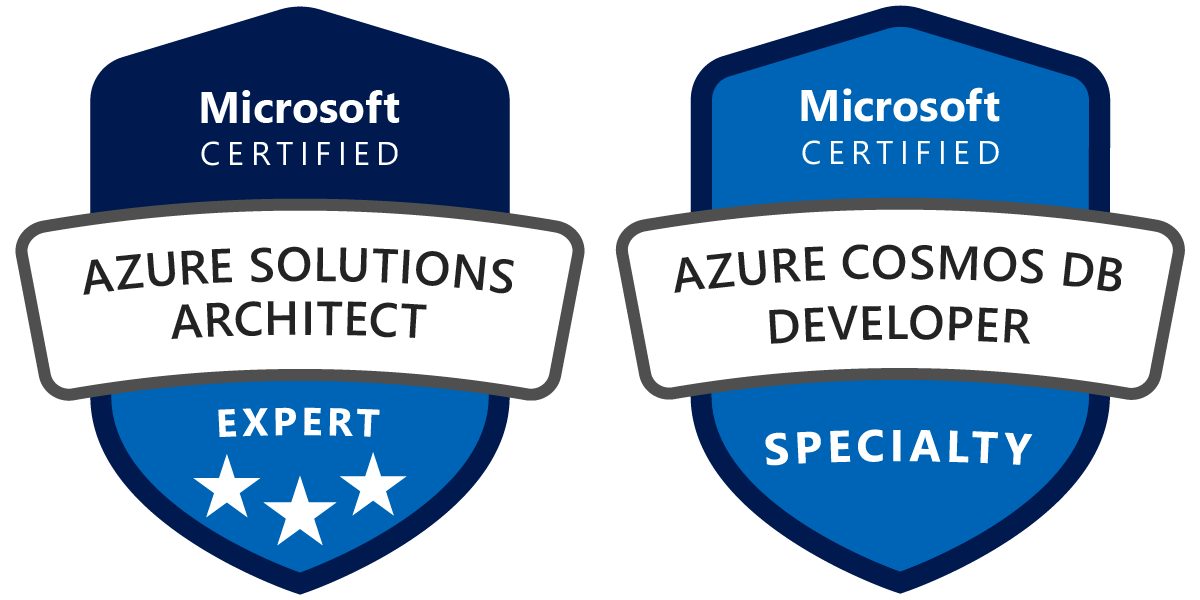 Microsoft
CERTIFIED
AZURE SOLUTIONS
ARCHITECT
EXPERT
Microsoft
CERTIFIED
AZURE COSMOS DB
DEVELOPER
SPECIALTY